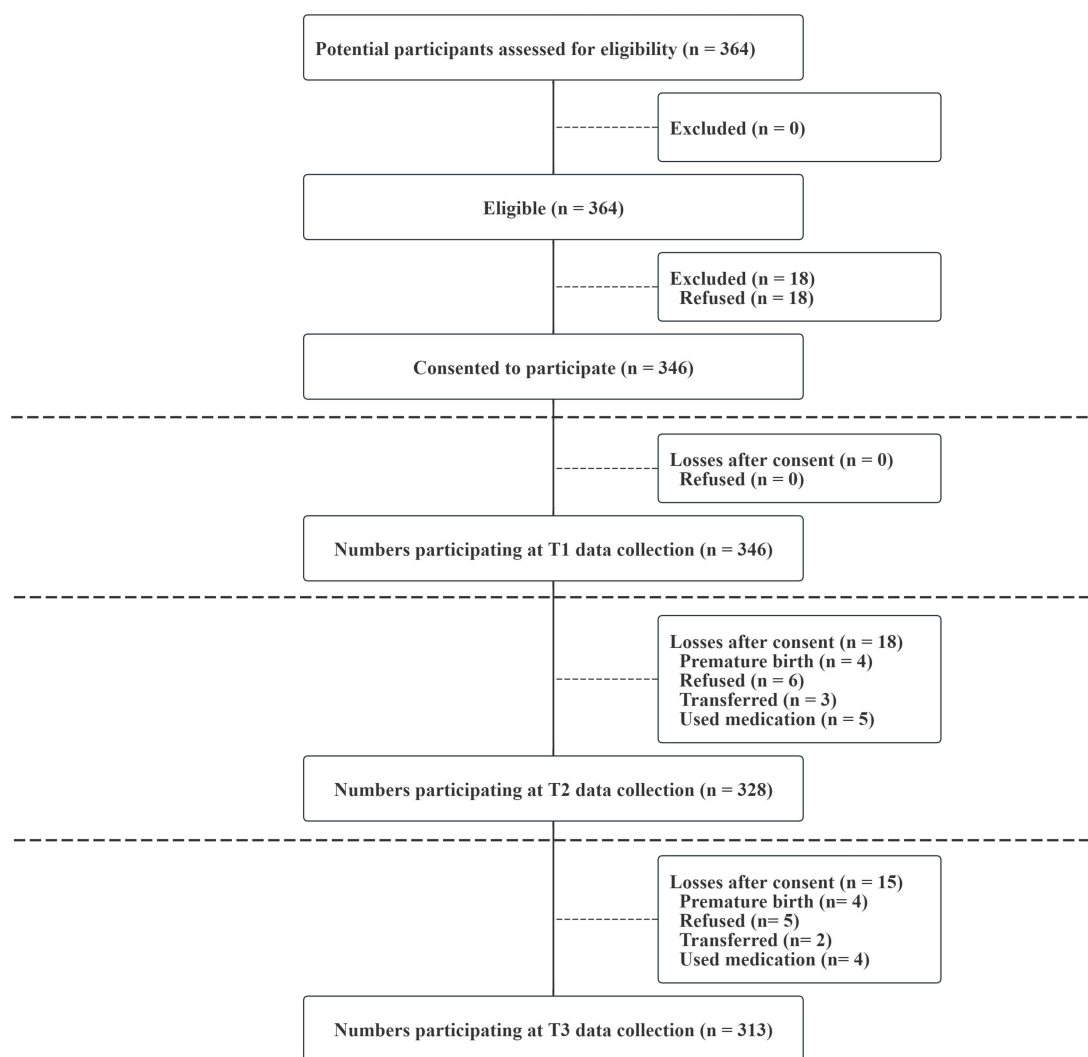 Potential participants assessed for eligibility (n = 364)
Excluded (n = 0)
Eligible (n = 364)
Excluded (n = 18)
Refused (n = 18)
Consented to participate (n = 346)
Losses after consent (n = 0)
Refused (n = 0)
Numbers participating at T1 data collection (n = 346)
Losses after consent (n = 18)
Premature birth (n = 4)
Refused (n = 6)
Transferred (n = 3)
Used medication (n = 5)
Numbers participating at T2 data collection (n = 328)
Losses after consent (n = 15)
Premature birth (n= 4)
Refused (n= 5)
Transferred (n= 2)
Used medication (n= 4)
Numbers participating at T3 data collection (n = 313)